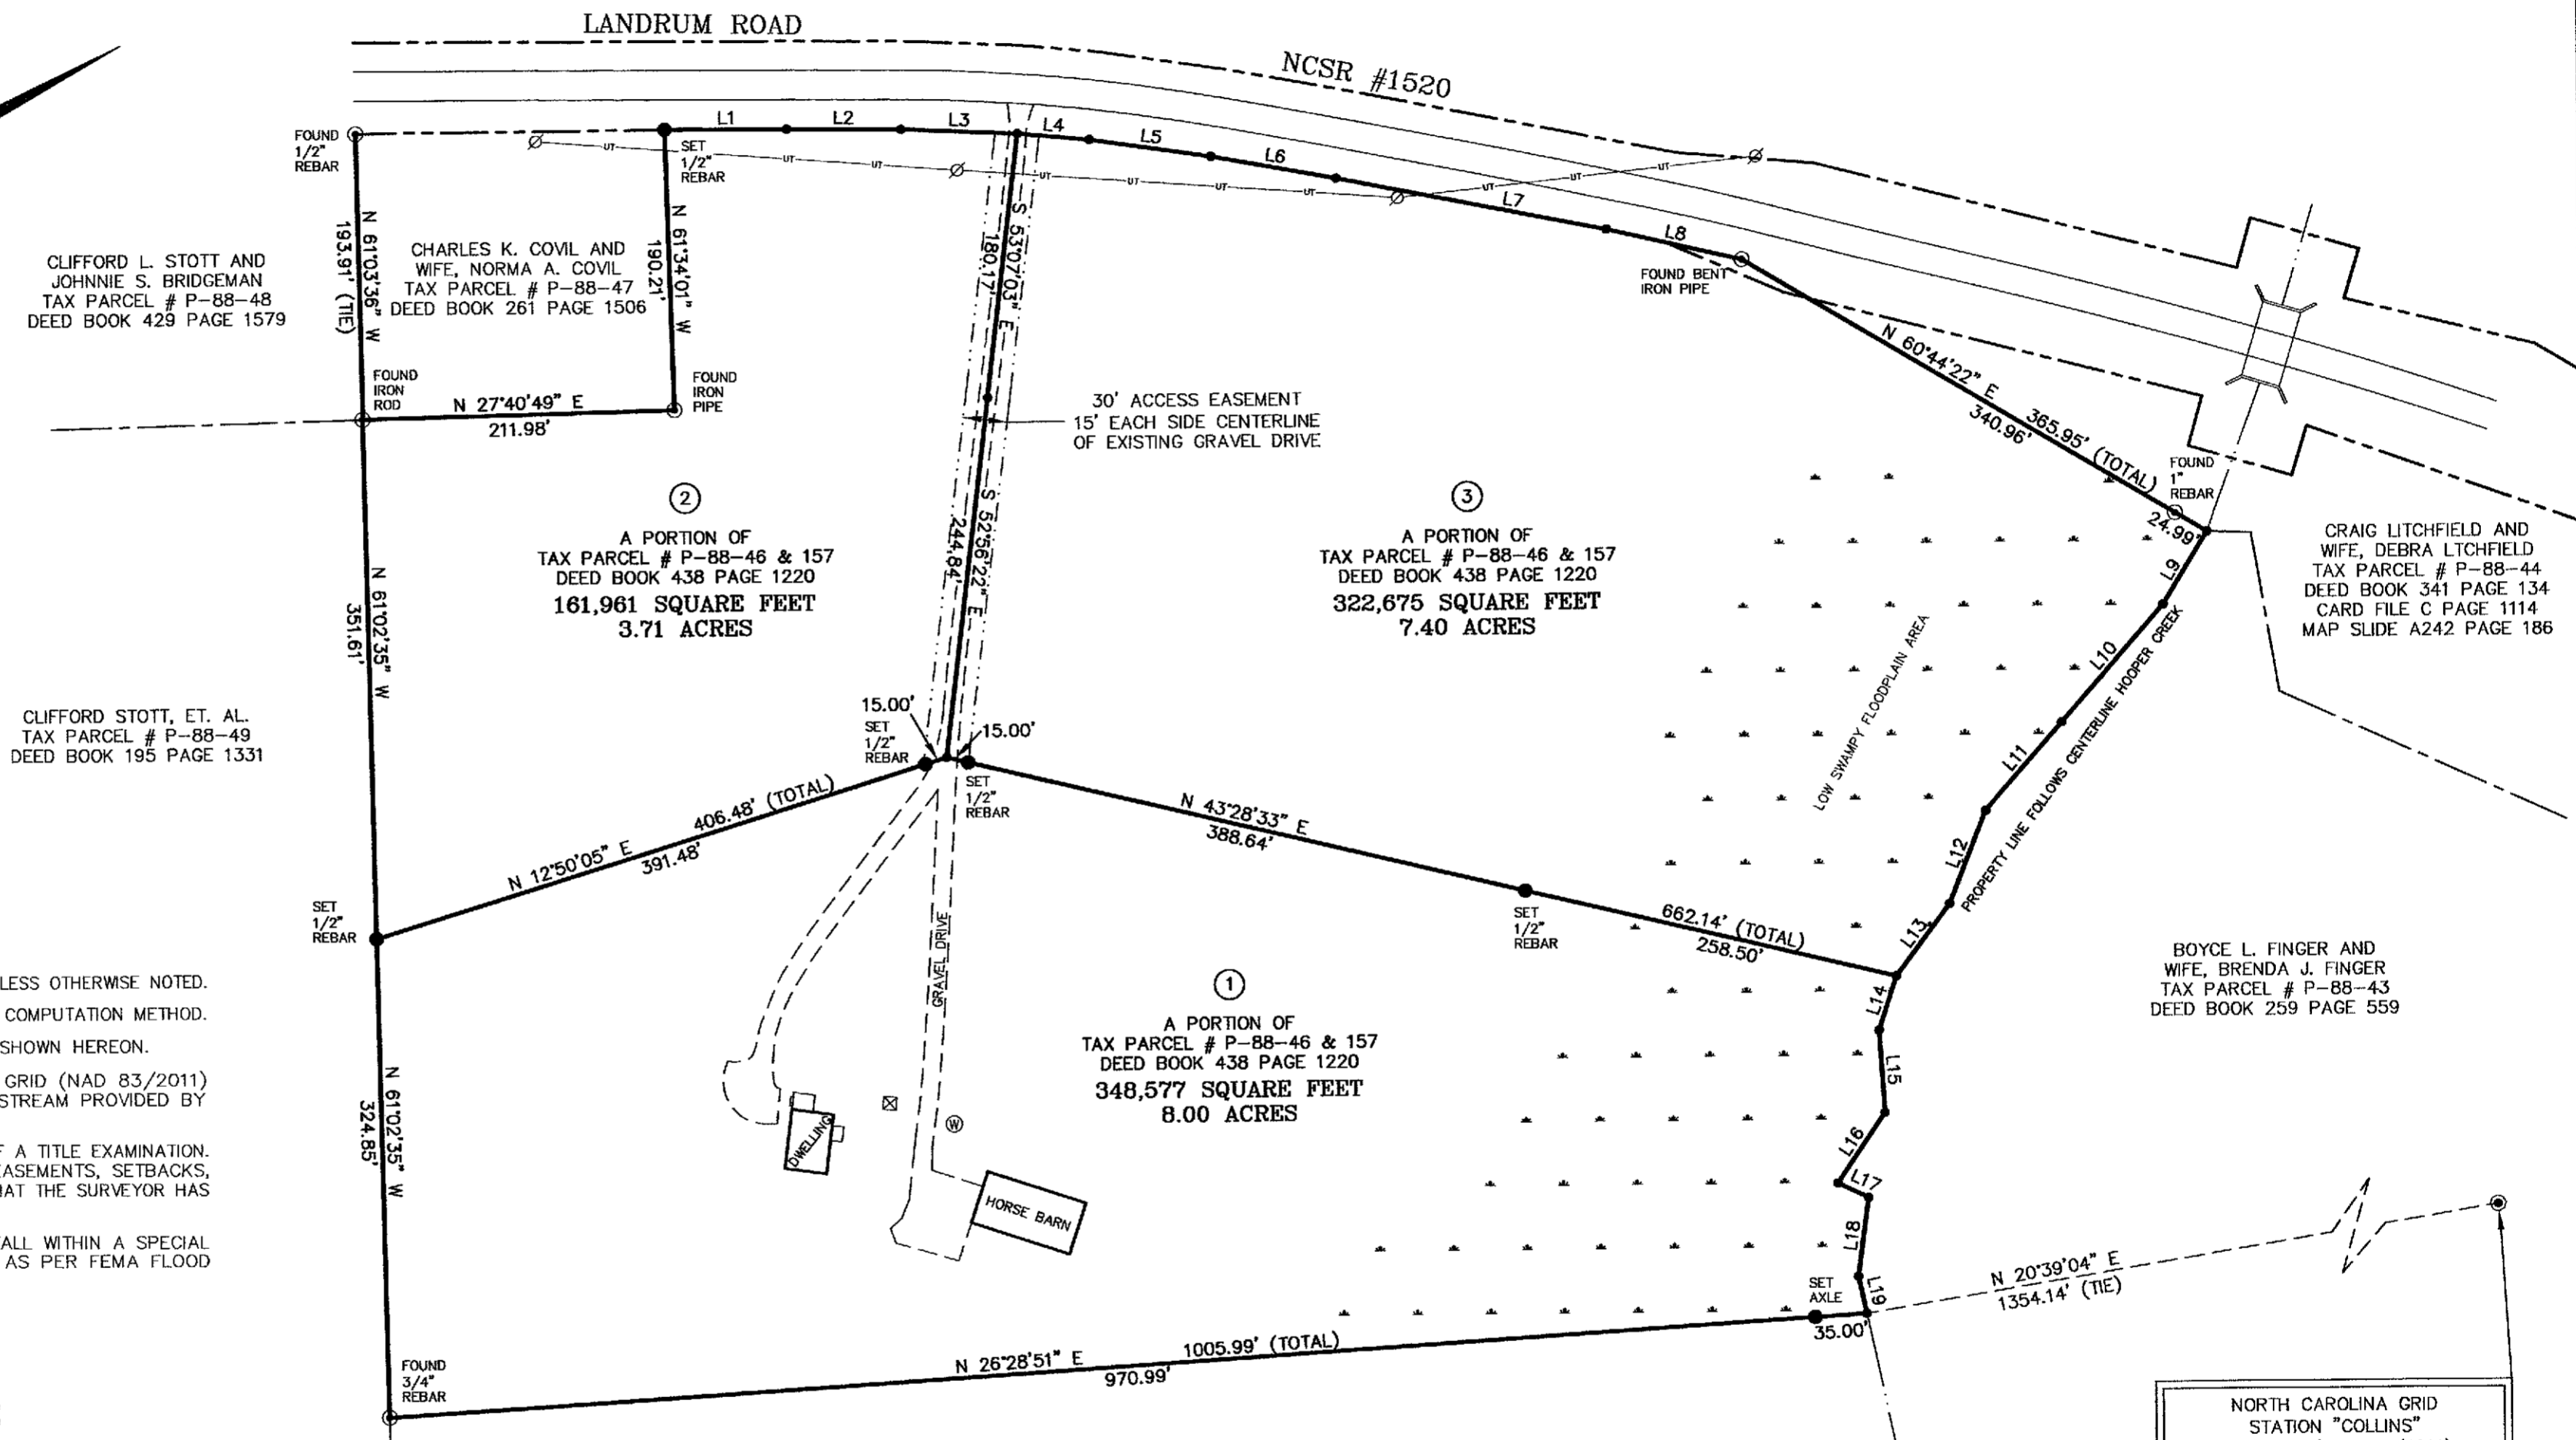 LANDRUM ROAD
NCSR #1520
L1
L2
L3
L4
L5
L6
L7
L8
FOUND
1/2"
REBAR
SET
1/2"
REBAR
UT
UT
UT
UT
UT
UT
UT
UT
UT
N 61°03'36" W
193.91' (TIE)
CLIFFORD L. STOTT AND
JOHNNIE S. BRIDGEMAN
TAX PARCEL # P-88-48
DEED BOOK 429 PAGE 1579
CHARLES K. COVIL AND
WIFE, NORMA A. COVIL
TAX PARCEL # P-88-47
DEED BOOK 261 PAGE 1506
N 61°34'01" W
190.21'
S 53°07'03" E
180.17'
FOUND BENT
IRON PIPE
N 60°44'22" E
365.95' (TOTAL)
340.96'
FOUND
IRON
ROD
FOUND
IRON
PIPE
N 27°40'49" E
211.98'
30' ACCESS EASEMENT
15' EACH SIDE CENTERLINE
OF EXISTING GRAVEL DRIVE
FOUND
1"
REBAR
24.99'
2
A PORTION OF
TAX PARCEL # P-88-46 & 157
DEED BOOK 438 PAGE 1220
161,961 SQUARE FEET
3.71 ACRES
S 52°56'22" E
244.84'
3
A PORTION OF
TAX PARCEL # P-88-46 & 157
DEED BOOK 438 PAGE 1220
322,675 SQUARE FEET
7.40 ACRES
CRAIG LITCHFIELD AND
WIFE, DEBRA LTCHFIELD
TAX PARCEL # P-88-44
DEED BOOK 341 PAGE 134
CARD FILE C PAGE 1114
MAP SLIDE A242 PAGE 186
L9
L10
L11
L12
L13
LOW SWAMPY FLOODPLAIN AREA
PROPERTY LINE FOLLOWS CENTERLINE HOOPER CREEK
N 61°02'35" W
351.61'
CLIFFORD STOTT, ET. AL.
TAX PARCEL # P-88-49
DEED BOOK 195 PAGE 1331
15.00'
SET
1/2"
REBAR
15.00'
SET
1/2"
REBAR
N 12°50'05" E
406.48' (TOTAL)
391.48'
N 43°28'33" E
388.64'
SET
1/2"
REBAR
SET
1/2"
REBAR
662.14' (TOTAL)
258.50'
GRAVEL DRIVE
BOYCE L. FINGER AND
WIFE, BRENDA J. FINGER
TAX PARCEL # P-88-43
DEED BOOK 259 PAGE 559
LESS OTHERWISE NOTED.
COMPUTATION METHOD.
SHOWN HEREON.
GRID (NAD 83/2011)
STREAM PROVIDED BY
A TITLE EXAMINATION.
EASEMENTS, SETBACKS,
AT THE SURVEYOR HAS
ALL WITHIN A SPECIAL
AS PER FEMA FLOOD
1
A PORTION OF
TAX PARCEL # P-88-46 & 157
DEED BOOK 438 PAGE 1220
348,577 SQUARE FEET
8.00 ACRES
N 61°02'35" W
324.85'
W
DWELLING
HORSE BARN
L14
L15
L16
L17
L18
L19
N 20°39'04" E
1354.14' (TIE)
SET
AXLE
35.00'
N 26°28'51" E
1005.99' (TOTAL)
970.99'
FOUND
3/4"
REBAR
NORTH CAROLINA GRID
STATION "COLLINS"